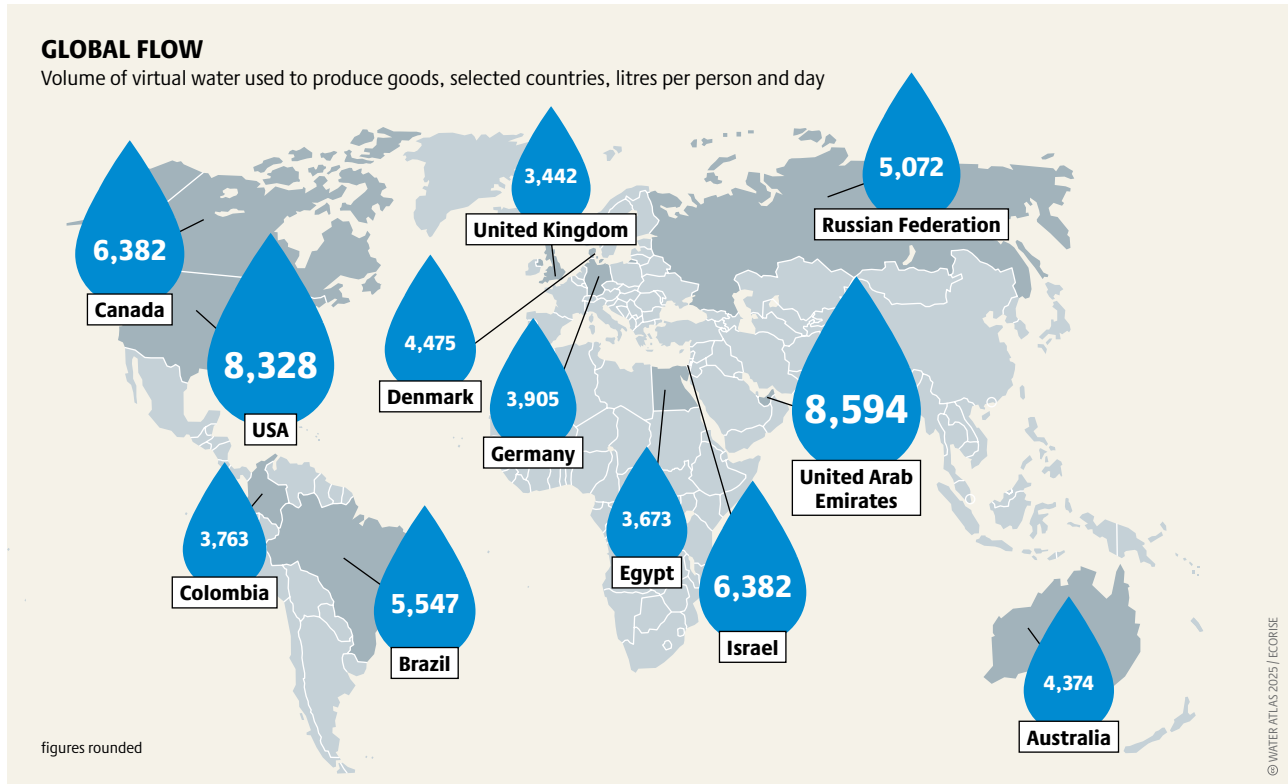 GLOBAL FLOW
Volume of virtual water used to produce goods, selected countries, litres per person and day
6,382
Canada
8,328
USA
3,442
United Kingdom
5,072
Russian Federation
4,475
Denmark
3,905
Germany
8,594
United Arab
Emirates
3,763
Colombia
5,547
Brazil
3,673
Egypt
6,382
Israel
4,374
Australia
figures rounded
© WATER ATLAS 2025 / ECORISE